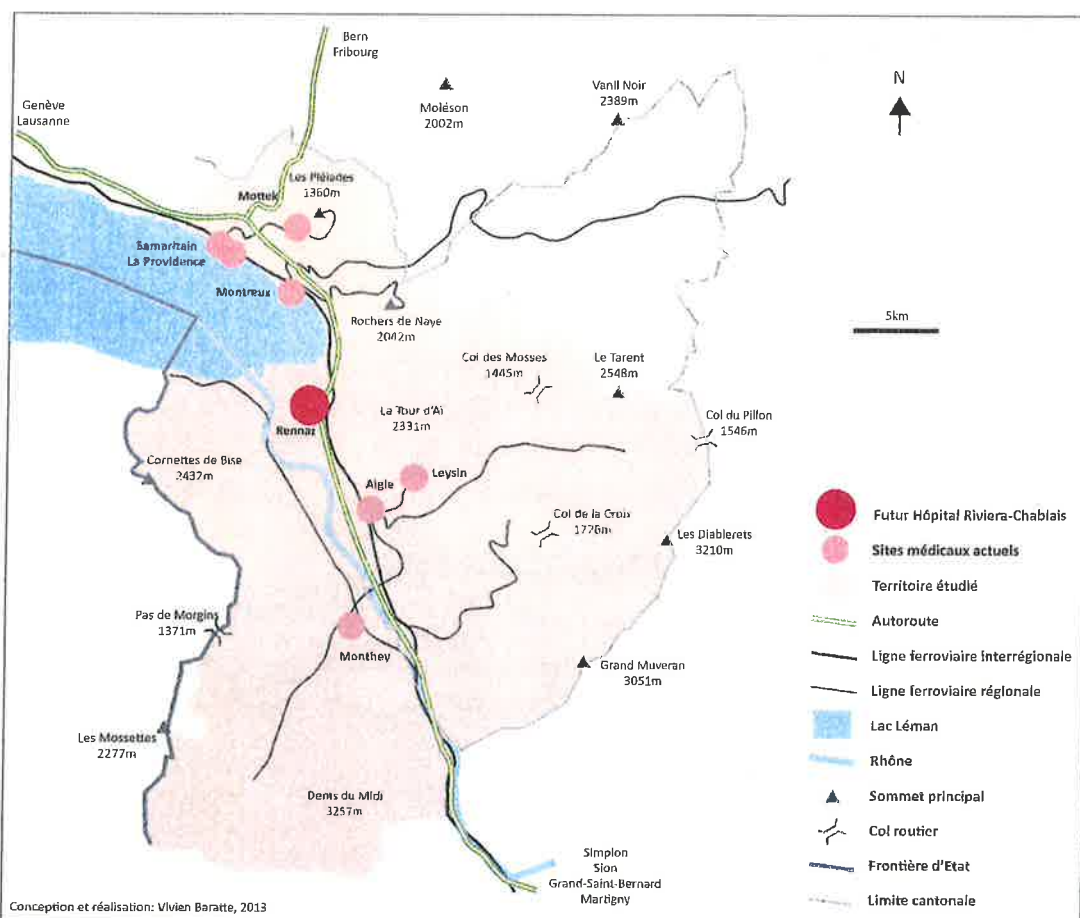 Bern
Fribourg
Genève
Lausanne
Moléson
2002m
Vanil Noir
2389m
N
Les Pléiades
1360m
Mottek
Samaritain
La Providence
Montreux
Rochers de Naye
2042m
5km
Col des Mosses
1445m
Le Tarent
2548m
La Tour d'Aï
2331m
Col du Pillon
1546m
Rennaz
Cornettes de Bise
2437m
Aigle
Leysin
Col de la Croix
1776m
Les Diablerets
3210m
Pas de Morgins
1371m
Monthey
Grand Muveran
3051m
Les Mossettes
2277m
Dents du Midi
3257m
Simplon
Sion
Grand-Saint-Bernard
Martigny
Futur Hôpital Riviera-Chablais
Sites médicaux actuels
Territoire étudié
Autoroute
Ligne ferroviaire interrégionale
Ligne ferroviaire régionale
Lac Léman
Rhône
Sommet principal
Col routier
Frontière d'Etat
Limite cantonale
Conception et réalisation: Vivien Baratte, 2013